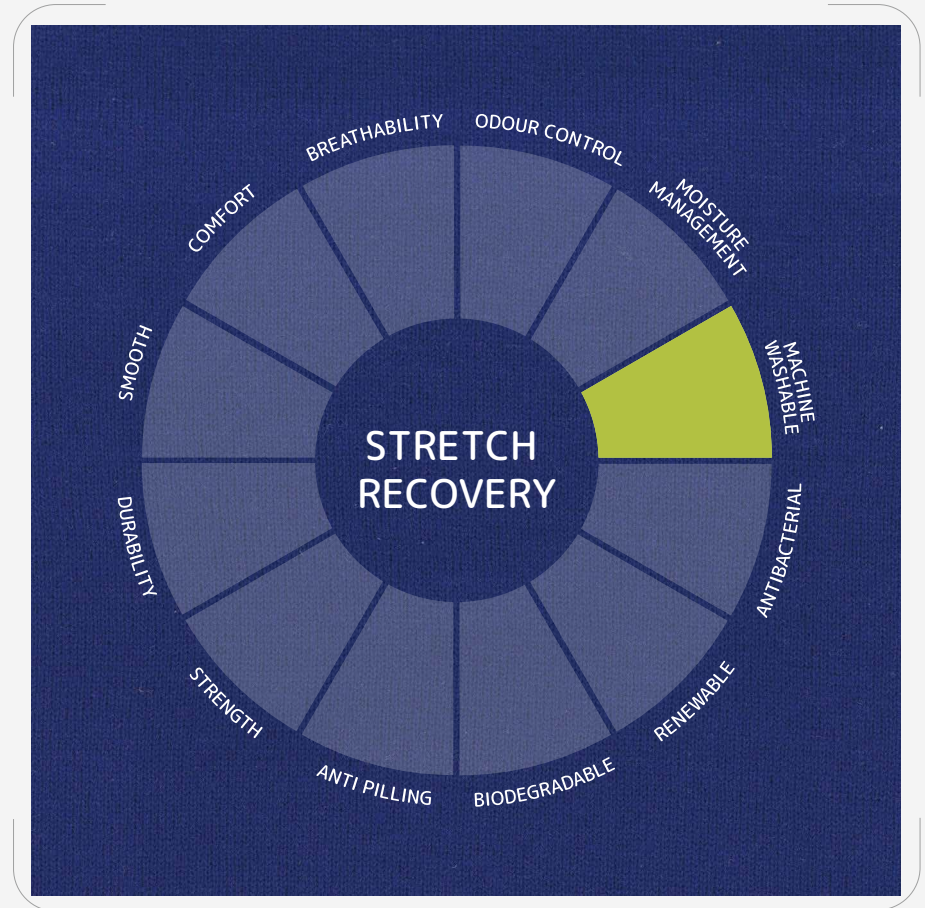 BREATHABILITY
ODOUR CONTROL
MOISTURE
MANAGEMENT
MACHINE
WASHABLE
ANTIBACTERIAL
RENEWABLE
BIODEGRADABLE
ANTI PILLING
STRENGTH
DURABILITY
SMOOTH
COMFORT
STRETCH
RECOVERY